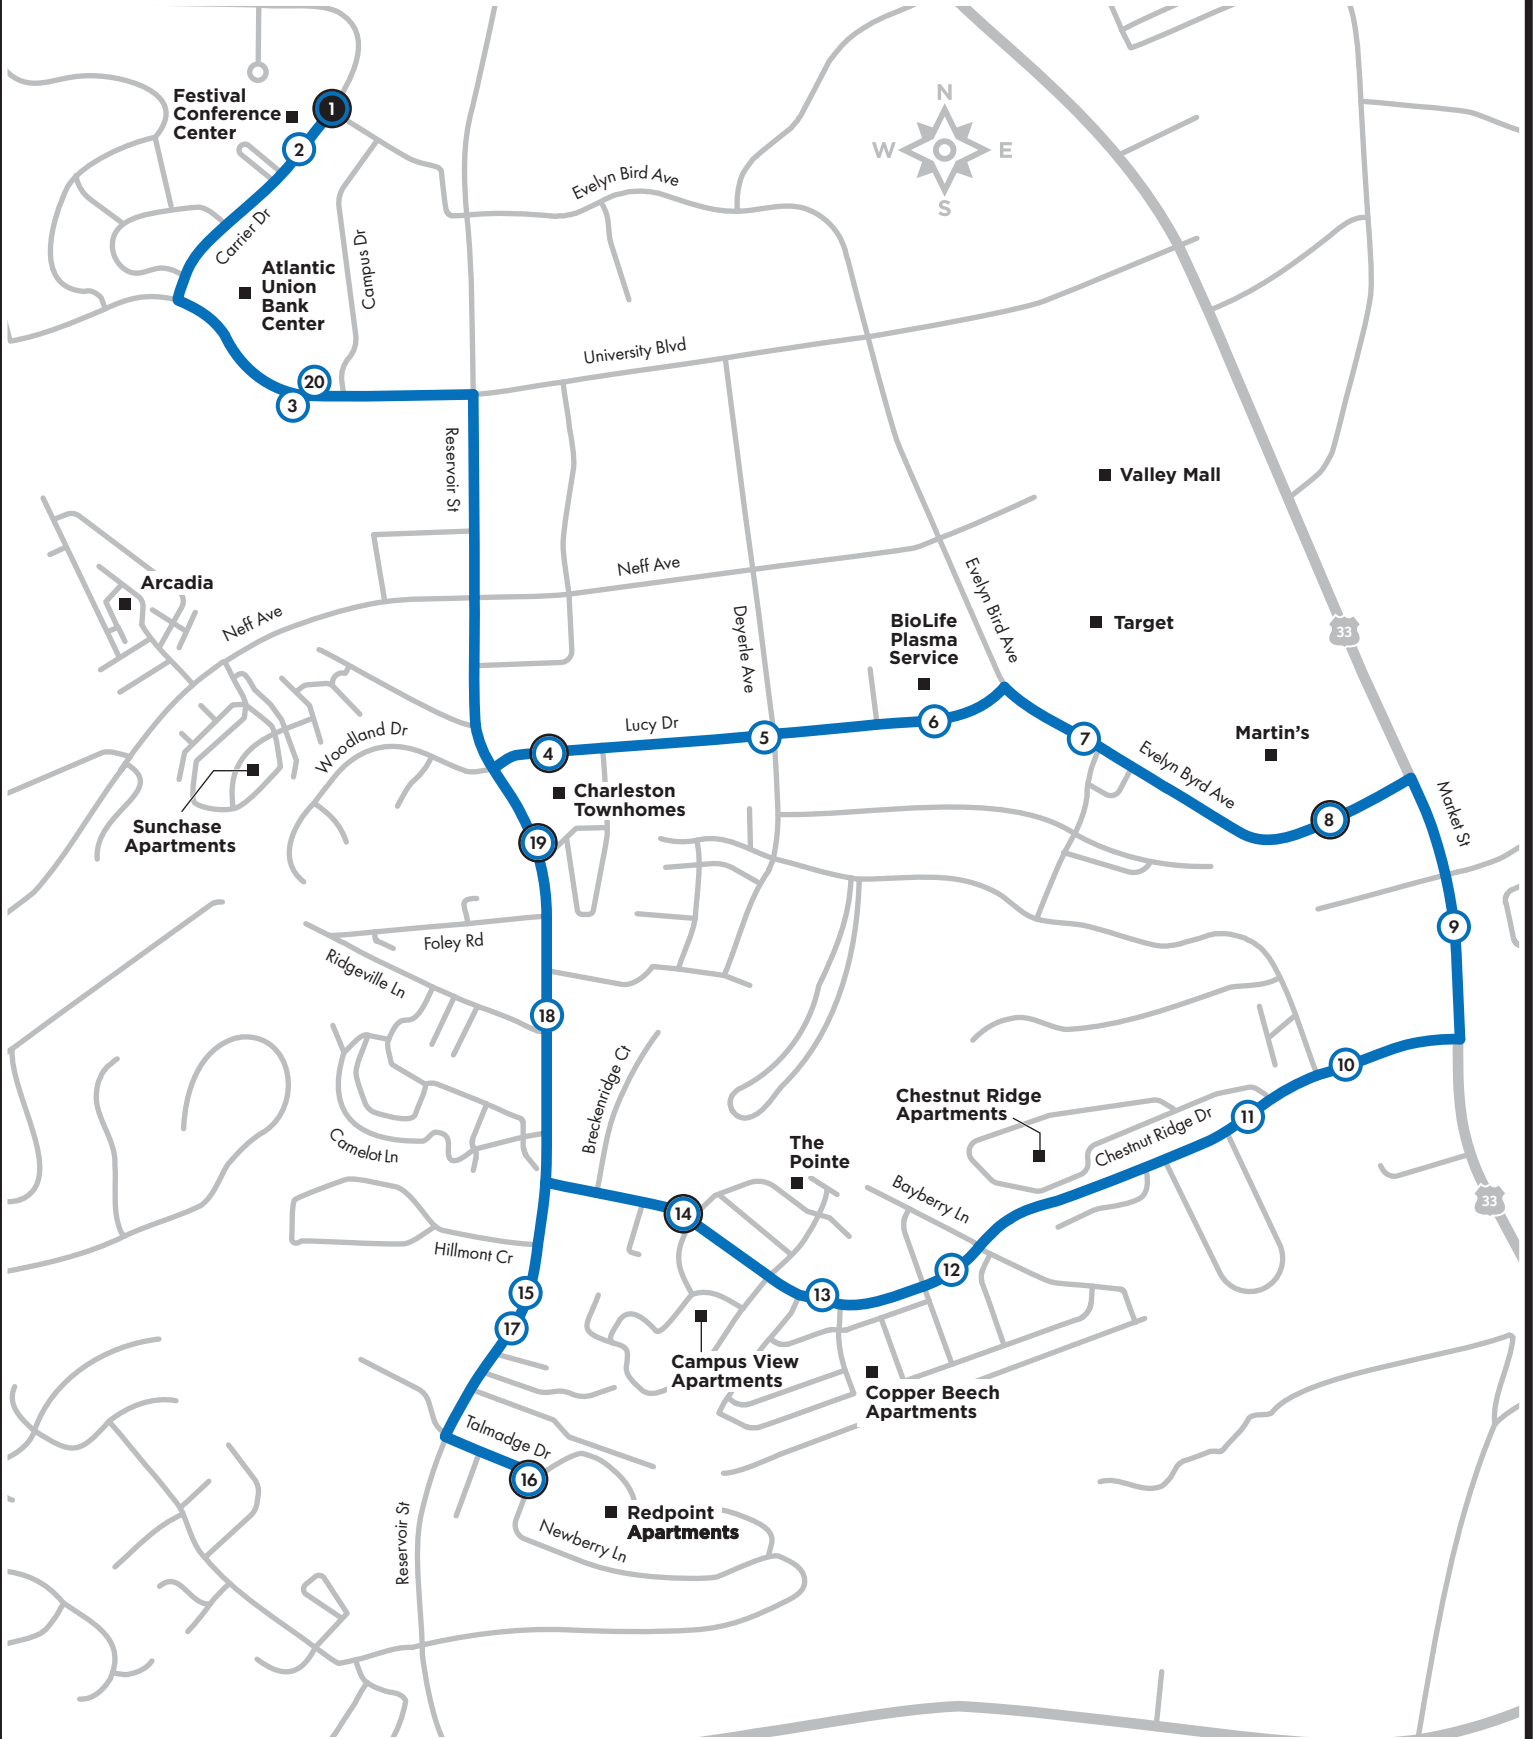 Festival
Conference
Center
1
2
N
W
E
S
Evelyn Bird Ave
Carrier Dr
Campus Dr
Atlantic
Union
Bank
Center
University Blvd
20
3
Reservoir St
Valley Mall
Arcadia
Neff Ave
Neff Ave
Evelyn Bird Ave
Deyerle Ave
BioLife
Plasma
Service
Target
33
Woodland Dr
Lucy Dr
4
5
6
7
Martin's
Evelyn Byrd Ave
Market St
Charleston
Townhomes
Sunchase
Apartments
8
19
9
Foley Rd
Ridgeville Ln
18
Breckenridge Ct
10
Chestnut Ridge
Apartments
11
Chestnut Ridge Dr
Camelot Ln
The
Pointe
Bayberry Ln
33
14
Hillmont Cr
12
15
13
17
Campus View
Apartments
Copper Beech
Apartments
Talmadge Dr
16
Redpoint
Apartments
Newberry Ln
Reservoir St